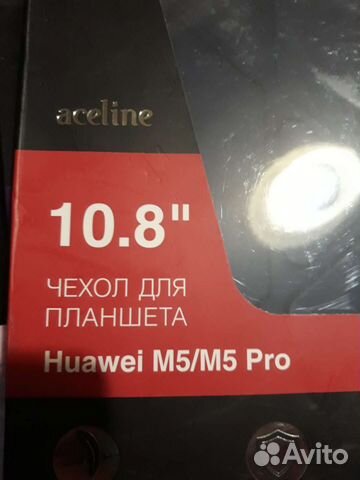 aceline
10.8"
ЧЕХОЛ ДЛЯ
ПЛАНШЕТА
Huawei M5/M5 Pro
Avito